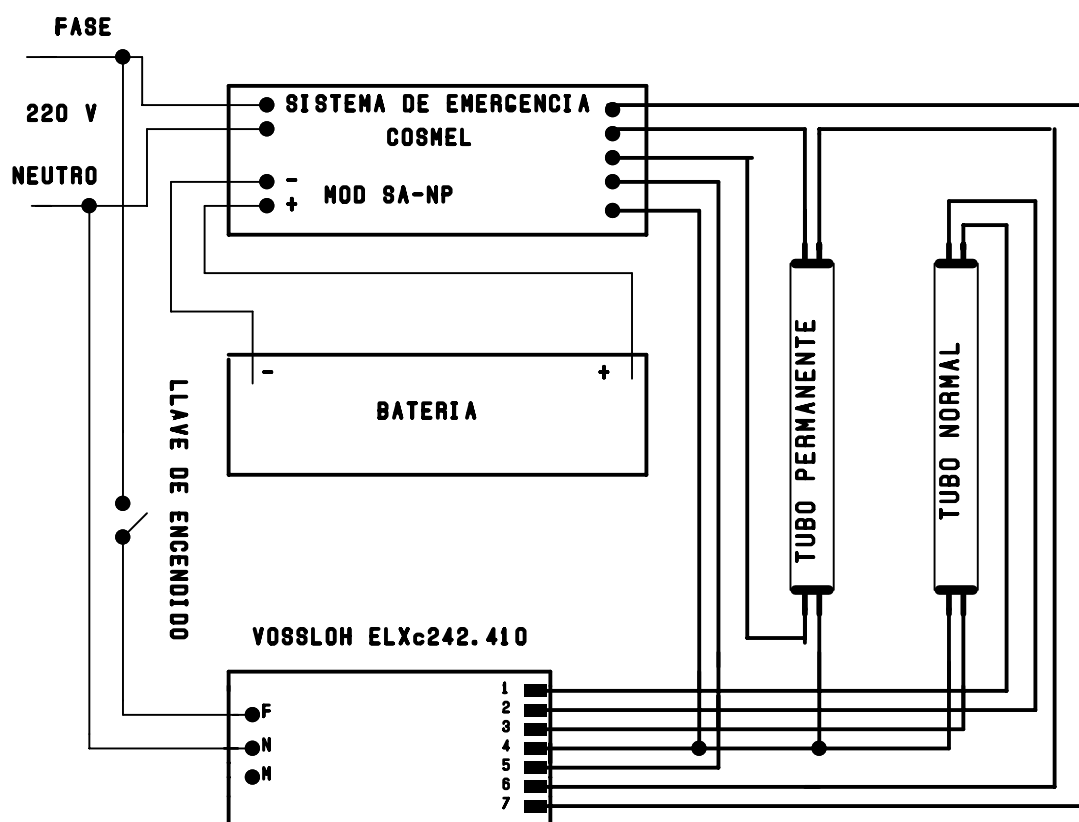 FASE
220 V
NEUTRO
SISTEMA DE EMERGENCIA
COSMEL
MOD SA-NP
-
+
-
+
BATERIA
LLAVE DE ENCENDIDO
TUBO PERMANENTE
TUBO NORMAL
VOSSLOH ELXc242.410
F
N
M
1
2
3
4
5
6
7